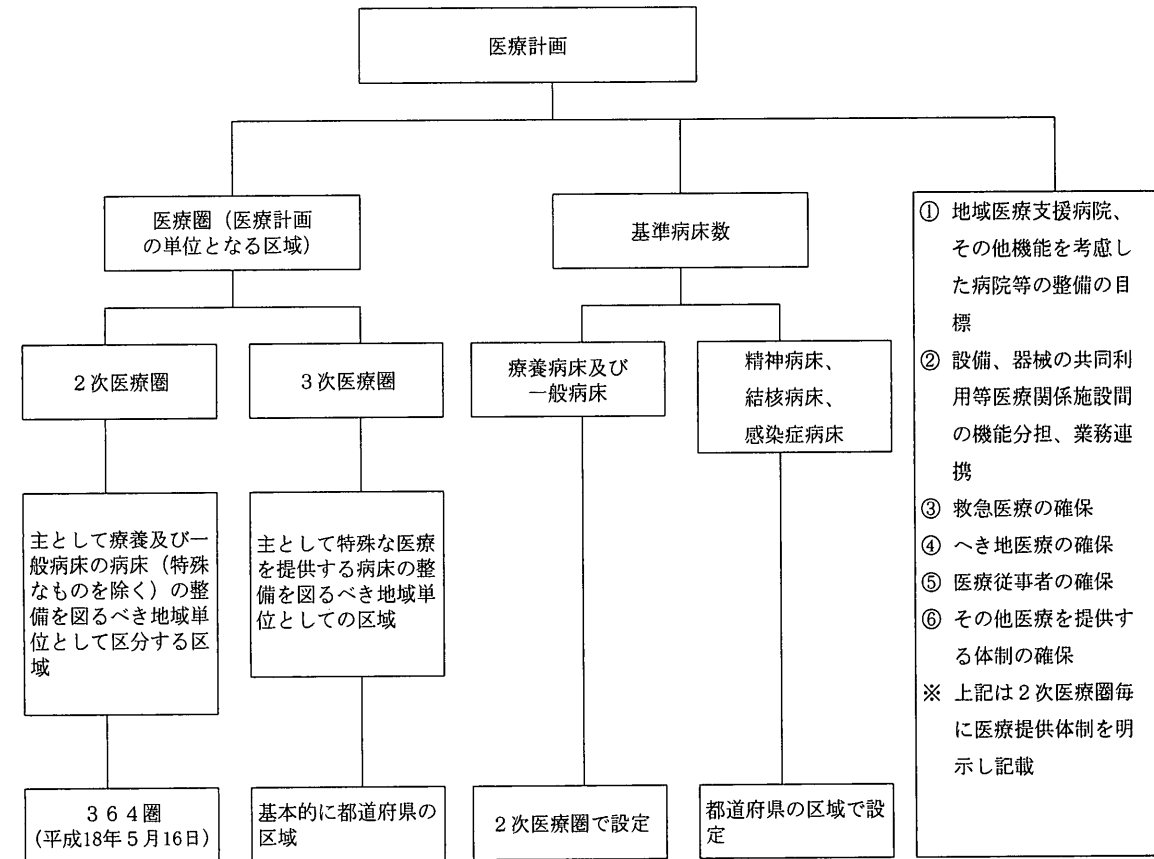 医療計画
医療圏（医療計画
の単位となる区域）
基準病床数
2次医療圏
3次医療圏
療養病床及び
一般病床
精神病床、
結核病床、
感染症病床
主として療養及び一
般病床の病床（特殊
なものを除く）の整
備を図るべき地域単
位として区分する区
域
主として特殊な医療
を提供する病床の整
備を図るべき地域単
位としての区域
364圏
(平成18年5月16日)
基本的に都道府県の
区域
2次医療圏で設定
都道府県の区域で設
定
① 地域医療支援病院、
その他機能を考慮し
た病院等の整備の目
標
② 設備、器械の共同利
用等医療関係施設間
の機能分担、業務連
携
③ 救急医療の確保
④ へき地医療の確保
⑤ 医療従事者の確保
⑥ その他医療を提供す
る体制の確保
※ 上記は2次医療圏毎
に医療提供体制を明
示し記載